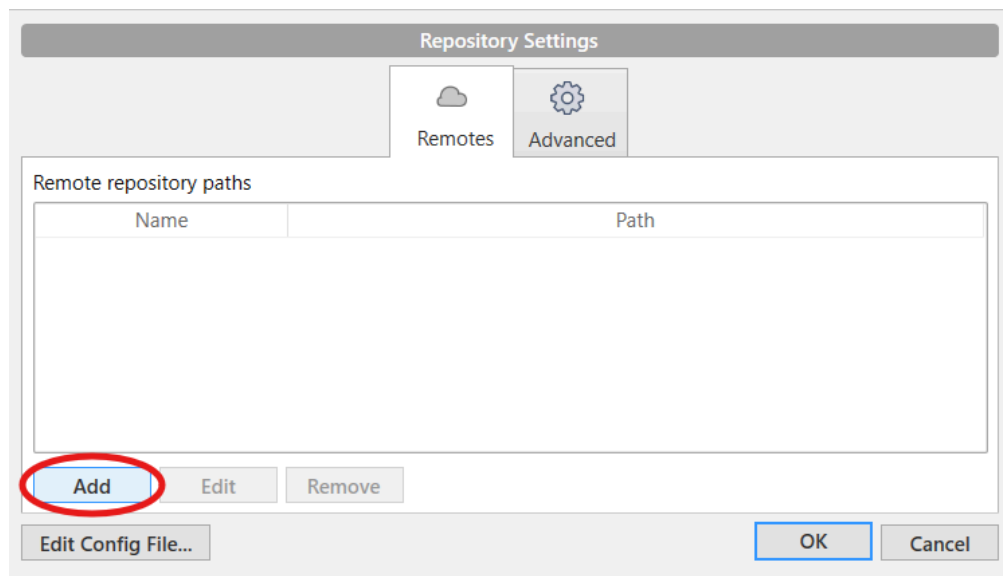 Repository Settings
Remotes
Advanced
Remote repository paths
Name
Path
Add
Edit
Remove
Edit Config File...
OK
Cancel